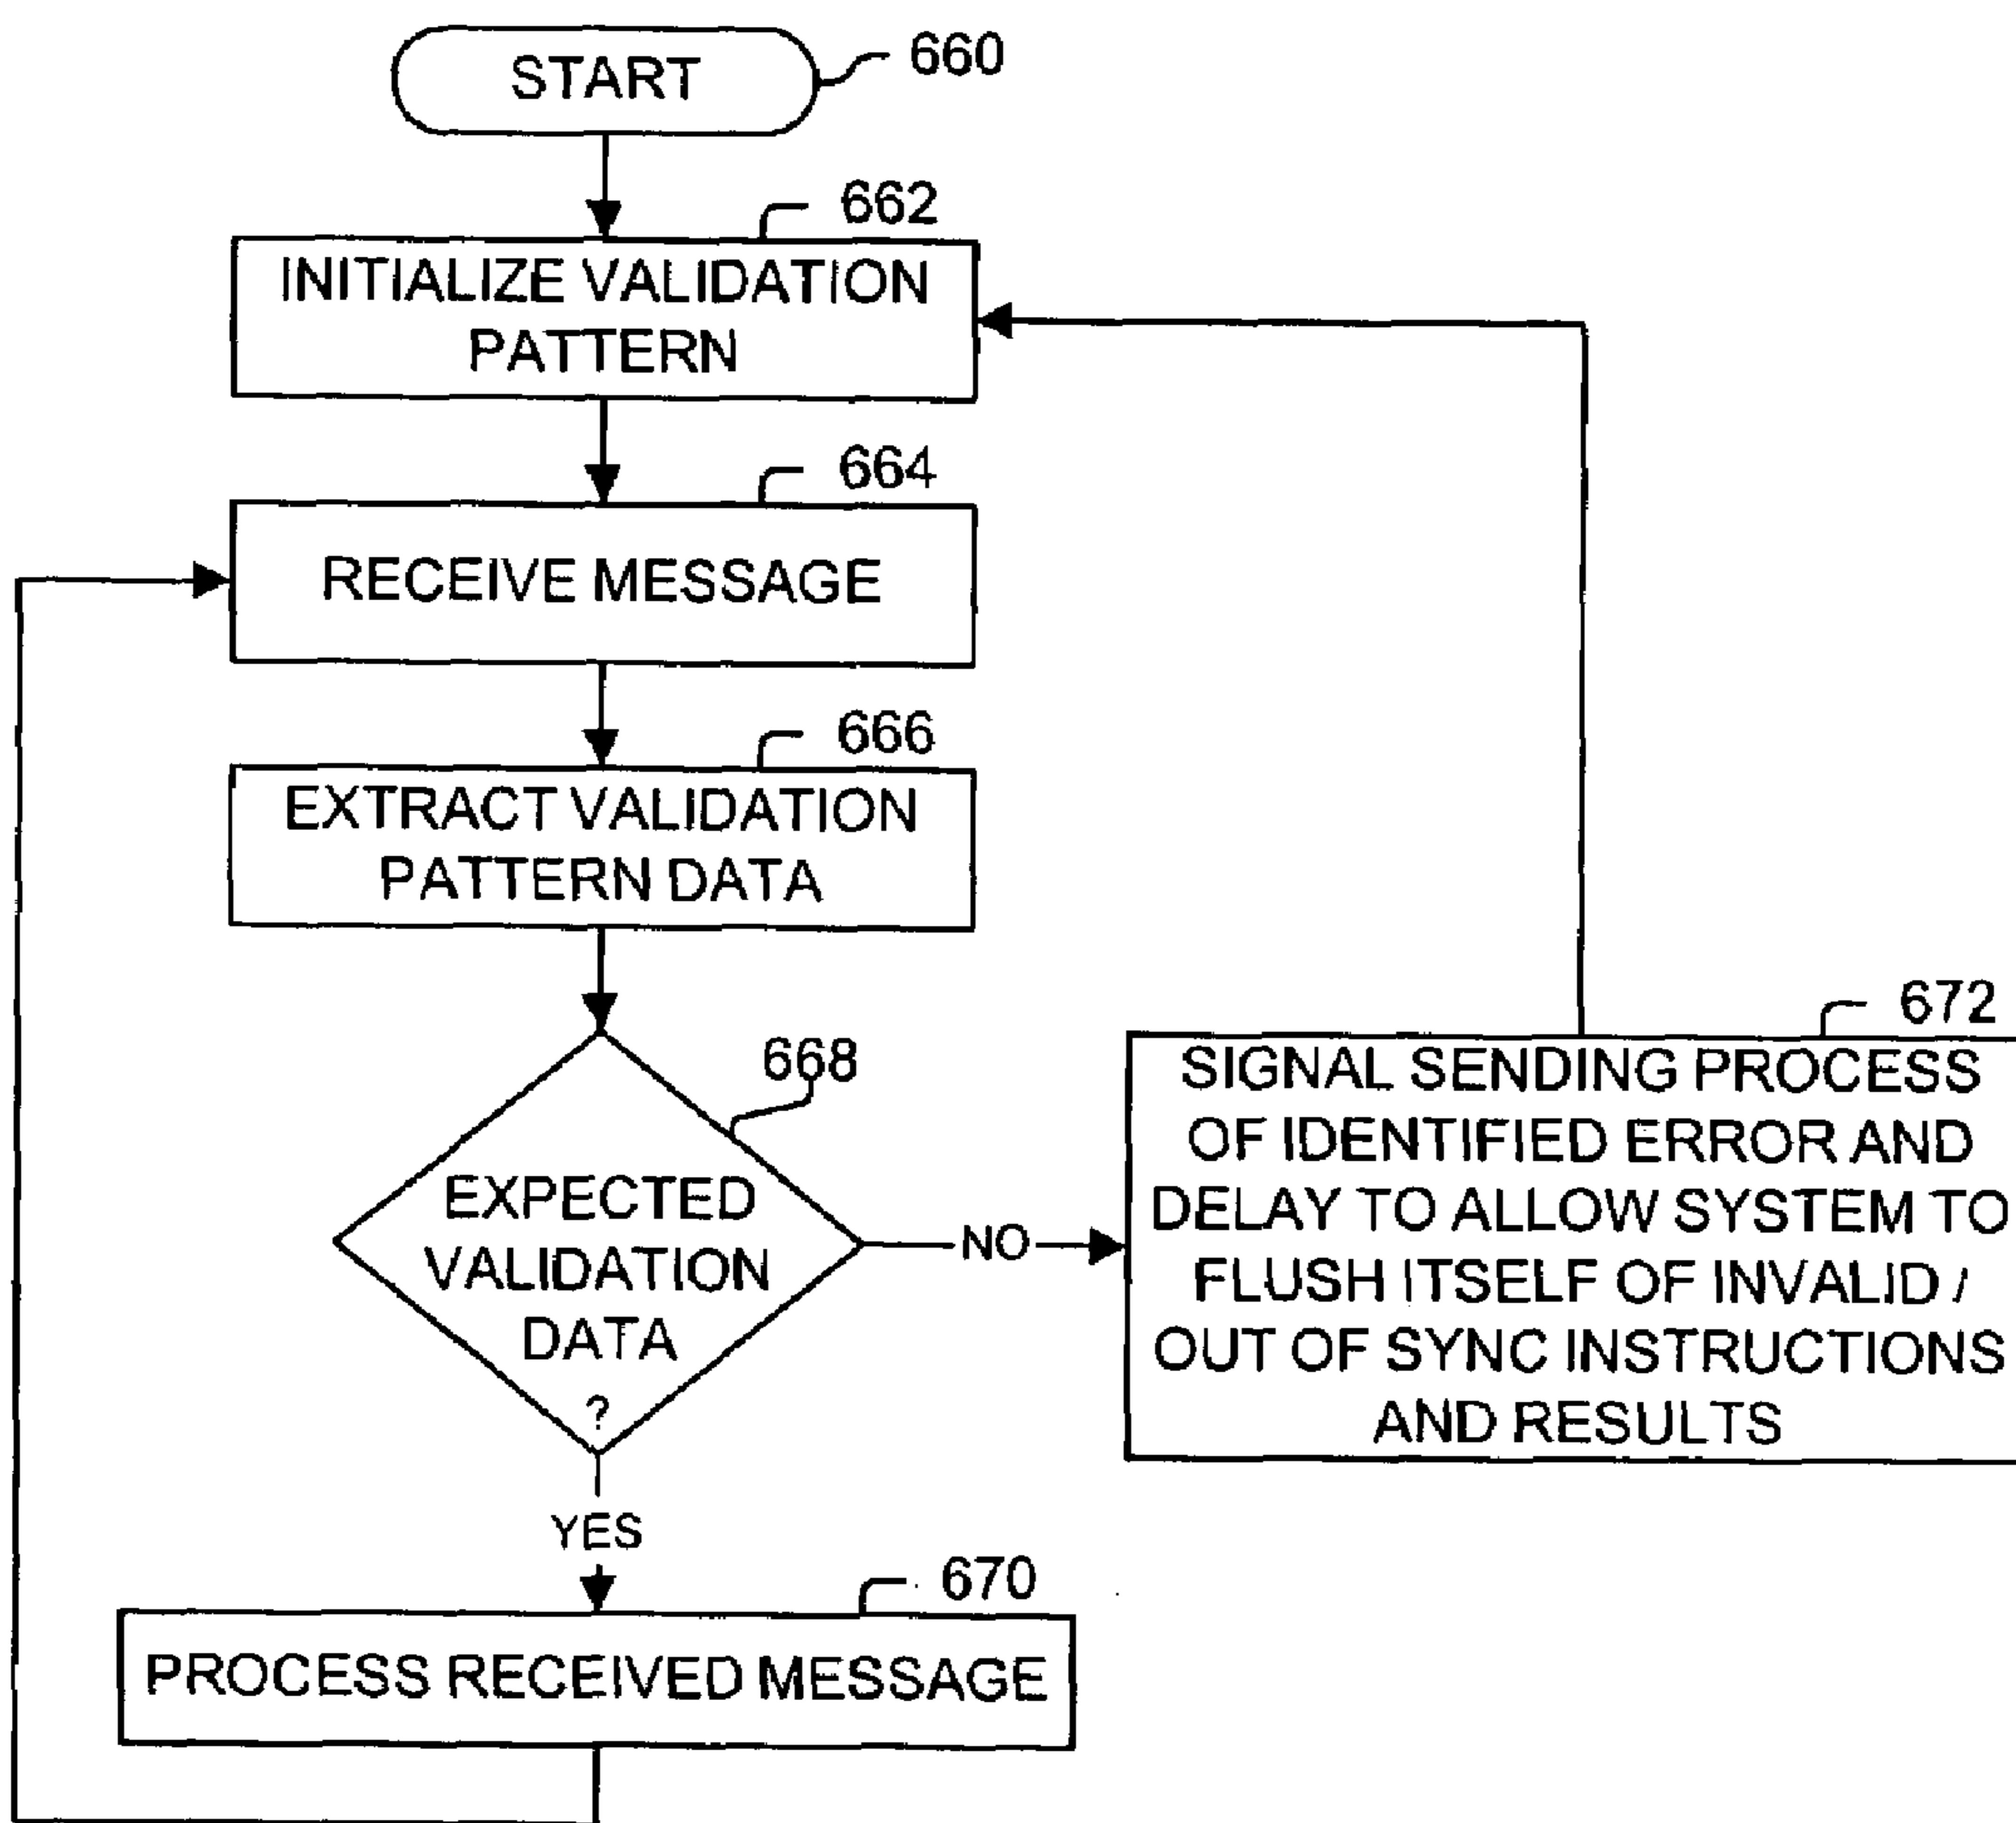 START
660
662
INITIALIZE VALIDATION
PATTERN
664
RECEIVE MESSAGE
666
EXTRACT VALIDATION
PATTERN DATA
668
EXPECTED
VALIDATION
DATA
?
NO
672
SIGNAL SENDING PROCESS
OF IDENTIFIED ERROR AND
DELAY TO ALLOW SYSTEM TO
FLUSH ITSELF OF INVALID /
OUT OF SYNC INSTRUCTIONS
AND RESULTS
YES
670
PROCESS RECEIVED MESSAGE